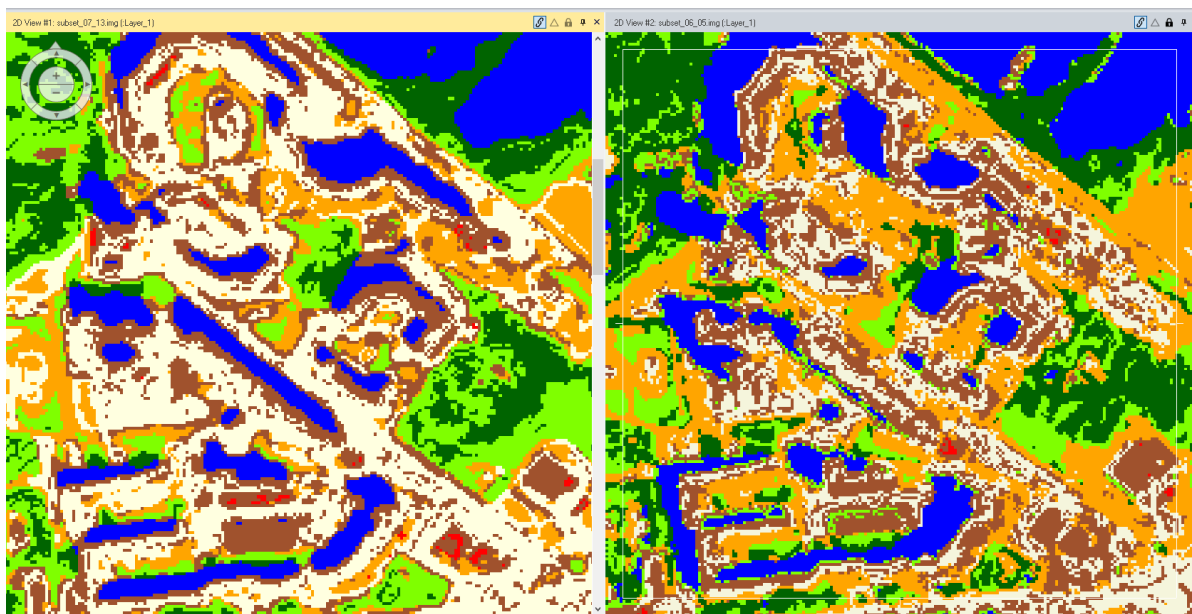 2D View #1: subset_07_13.img (:Layer_1)
2D View #2: subset_06_05.img (:Layer_1)